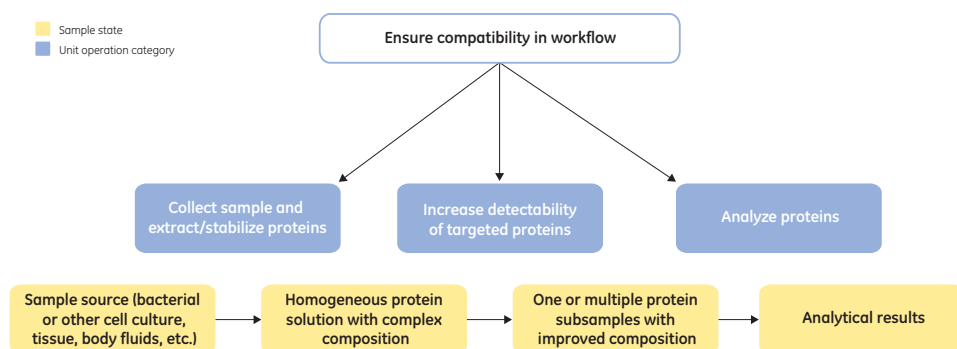 Sample state
Unit operation category
Ensure compatibility in workflow
Collect sample and
extract/stabilize proteins
Increase detectability
of targeted proteins
Analyze proteins
Sample source (bacterial
or other cell culture,
tissue, body fluids, etc.)
Homogeneous protein
solution with complex
composition
One or multiple protein
subsamples with
improved composition
Analytical results